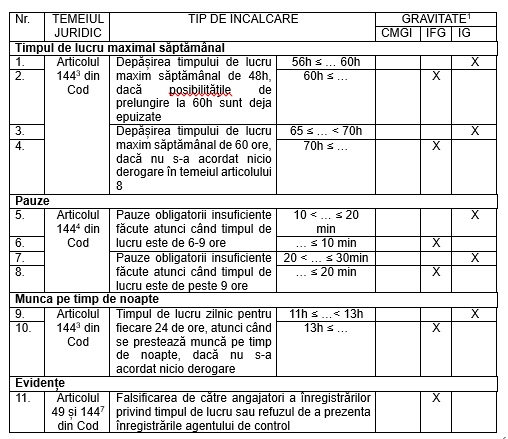 Nr. TEMEIUL JURIDIC TIP DE INCALCARE GRAVITATE¹
CMGI IFG IG
Timpul de lucru maximal săptămânal
1. Articolul 144³ din Cod Depășirea timpului de lucru maxim săptămânal de 48h, dacă posibilitățile de prelungire la 60h sunt deja epuizate 56h ≤ ... 60h X
2. 60h ≤ ... X
3. Depășirea timpului de lucru maxim săptămânal de 60 ore, dacă nu s-a acordat nicio derogare în temeiul articolului 8 65 ≤ ... < 70h X
4. 70h ≤ ... X
Pauze
5. Articolul 144⁴ din Cod Pauze obligatorii insuficiente făcute atunci când timpul de lucru este de 6-9 ore 10 < ... ≤ 20 min X
6. ... ≤ 10 min X
7. Pauze obligatorii insuficiente făcute atunci când timpul de lucru este de peste 9 ore 20 < ... ≤ 30min X
8. ... ≤ 20 min X
Munca pe timp de noapte
9. Articolul 144³ din Cod Timpul de lucru zilnic pentru fiecare 24 de ore, atunci când se prestează muncă pe timp de noapte, dacă nu s-a acordat nicio derogare 11h ≤ ...< 13h X
10. 13h ≤ ... X
Evidențe
11. Articolul 49 și 144⁷ din Cod Falsificarea de către angajatori a înregistrărilor privind timpul de lucru sau refuzul de a prezenta înregistrările agentului de control X